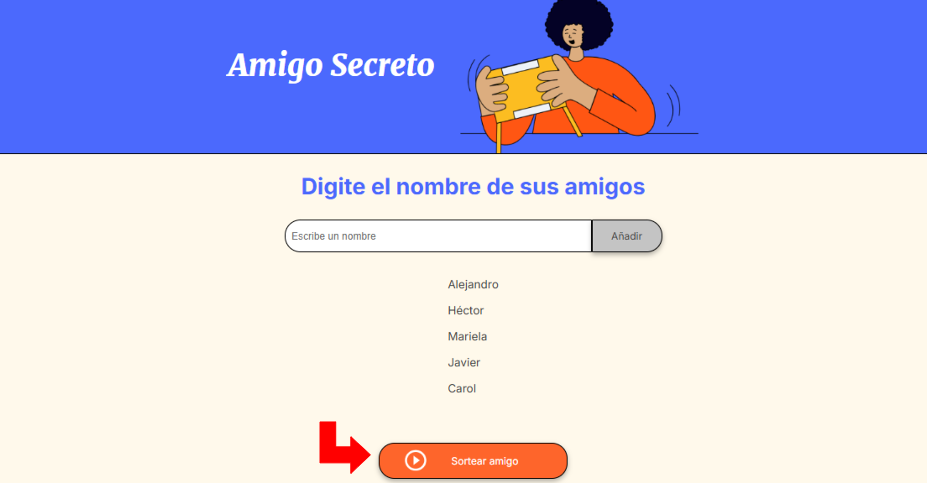 Amigo Secreto
Digite el nombre de sus amigos
Escribe un nombre
Añadir
Alejandro
Héctor
Mariela
Javier
Carol
Sortear amigo